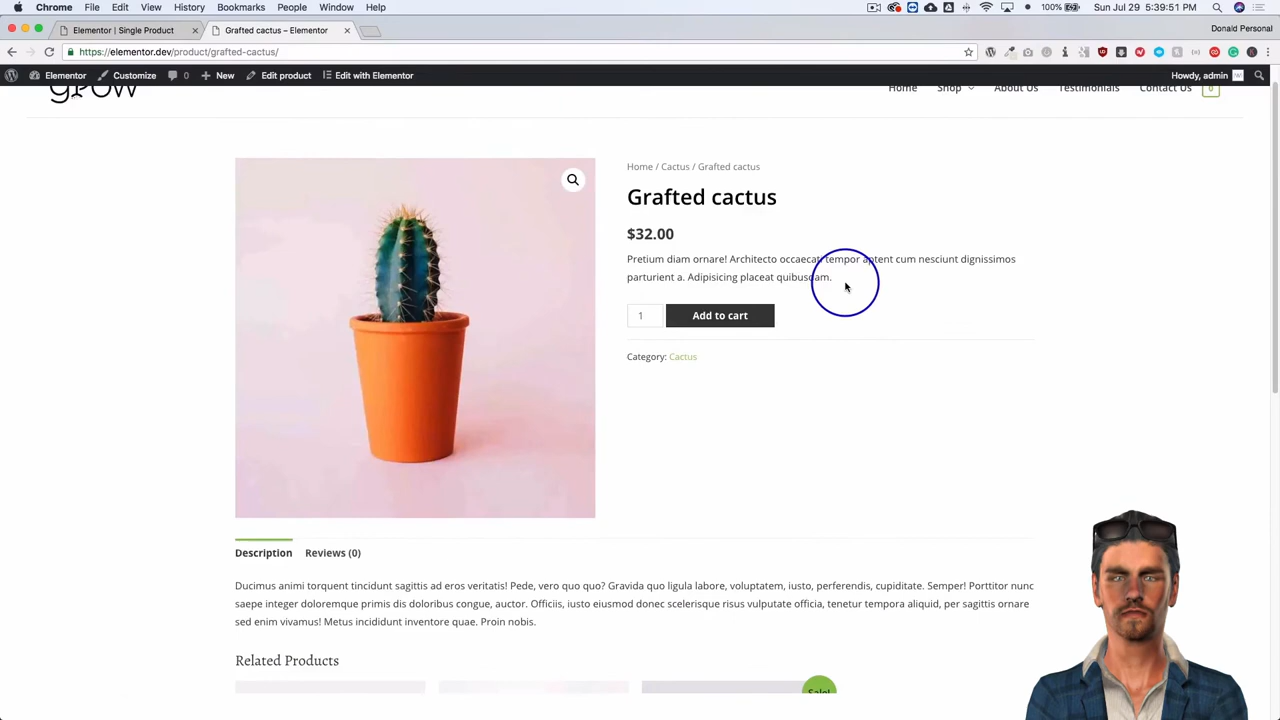 Chrome File Edit View History Bookmarks People Window Help 100% Sun Jul 29 5:39:51 PM
Elementor | Single Product
Grafted cactus – Elementor
Donald Personal
https://elementor.dev/product/grafted-cactus/
Elementor Customize 0 New Edit product Edit with Elementor Howdy, admin
grow
Home Shop About Us Testimonials Contact Us 0
Home / Cactus / Grafted cactus
Grafted cactus
$32.00
Pretium diam ornare! Architecto occaecati tempor aptent cum nesciunt dignissimos
parturient a. Adipisicing placeat quibusdam.
1 Add to cart
Category: Cactus
Description Reviews (0)
Ducimus animi torquent tincidunt sagittis ad eros veritatis! Pede, vero quo quo? Gravida quo ligula labore, voluptatem, iusto, perferendis, cupiditate. Semper! Porttitor nunc
saepe integer doloremque primis dis doloribus congue, auctor. Officiis, iusto eiusmod donec scelerisque risus vulputate officia, tenetur tempora aliquid, per sagittis ornare
sed enim vivamus! Metus incididunt inventore quae. Proin nobis.
Related Products
Sale!